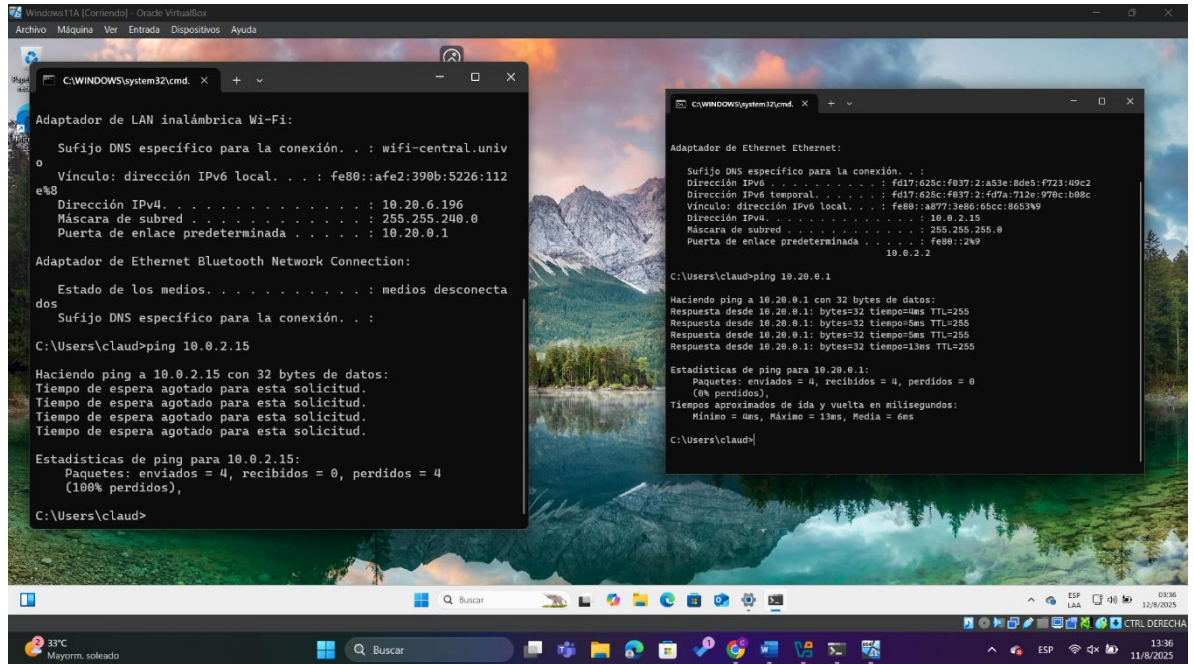 Windows11A [Corriendo] - Oracle VirtualBox
Archivo Máquina Ver Entrada Dispositivos Ayuda
C:\WINDOWS\system32\cmd.
Adaptador de LAN inalámbrica Wi-Fi:
Sufijo DNS específico para la conexión. . : wifi-central.univ
o
Vínculo: dirección IPv6 local. . . : fe80::afe2:390b:5226:112
e%8
Dirección IPv4. . . . . . . . . . . . . . : 10.20.6.196
Máscara de subred . . . . . . . . . . . . : 255.255.240.0
Puerta de enlace predeterminada . . . . . : 10.20.0.1
Adaptador de Ethernet Bluetooth Network Connection:
Estado de los medios. . . . . . . . . . . : medios desconecta
dos
Sufijo DNS específico para la conexión. . :
C:\Users\claud>ping 10.0.2.15
Haciendo ping a 10.0.2.15 con 32 bytes de datos:
Tiempo de espera agotado para esta solicitud.
Tiempo de espera agotado para esta solicitud.
Tiempo de espera agotado para esta solicitud.
Tiempo de espera agotado para esta solicitud.
Estadísticas de ping para 10.0.2.15:
Paquetes: enviados = 4, recibidos = 0, perdidos = 4
(100% perdidos),
C:\Users\claud>
C:\WINDOWS\system32\cmd.
Adaptador de Ethernet Ethernet:
Sufijo DNS específico para la conexión. . :
Dirección IPv6 . . . . . . . . . . : fd17:625c:f037:2:a53e:8de5:f723:49c2
Dirección IPv6 temporal. . . . . . : fd17:625c:f037:2:fd7a:712e:970c:b08c
Vínculo: dirección IPv6 local. . . : fe80::a877:3e86:65cc:8653%9
Dirección IPv4. . . . . . . . . . . . . . : 10.0.2.15
Máscara de subred . . . . . . . . . . . . : 255.255.255.0
Puerta de enlace predeterminada . . . . . : fe80::2%9
10.0.2.2
C:\Users\claud>ping 10.20.0.1
Haciendo ping a 10.20.0.1 con 32 bytes de datos:
Respuesta desde 10.20.0.1: bytes=32 tiempo=4ms TTL=255
Respuesta desde 10.20.0.1: bytes=32 tiempo=5ms TTL=255
Respuesta desde 10.20.0.1: bytes=32 tiempo=5ms TTL=255
Respuesta desde 10.20.0.1: bytes=32 tiempo=13ms TTL=255
Estadísticas de ping para 10.20.0.1:
Paquetes: enviados = 4, recibidos = 4, perdidos = 0
(0% perdidos),
Tiempos aproximados de ida y vuelta en milisegundos:
Mínimo = 4ms, Máximo = 13ms, Media = 6ms
C:\Users\claud>
Buscar
ESP
LAA
03:36
12/8/2025
CTRL DERECHA
33°C
Mayorm. soleado
Buscar
ESP
13:36
11/8/2025